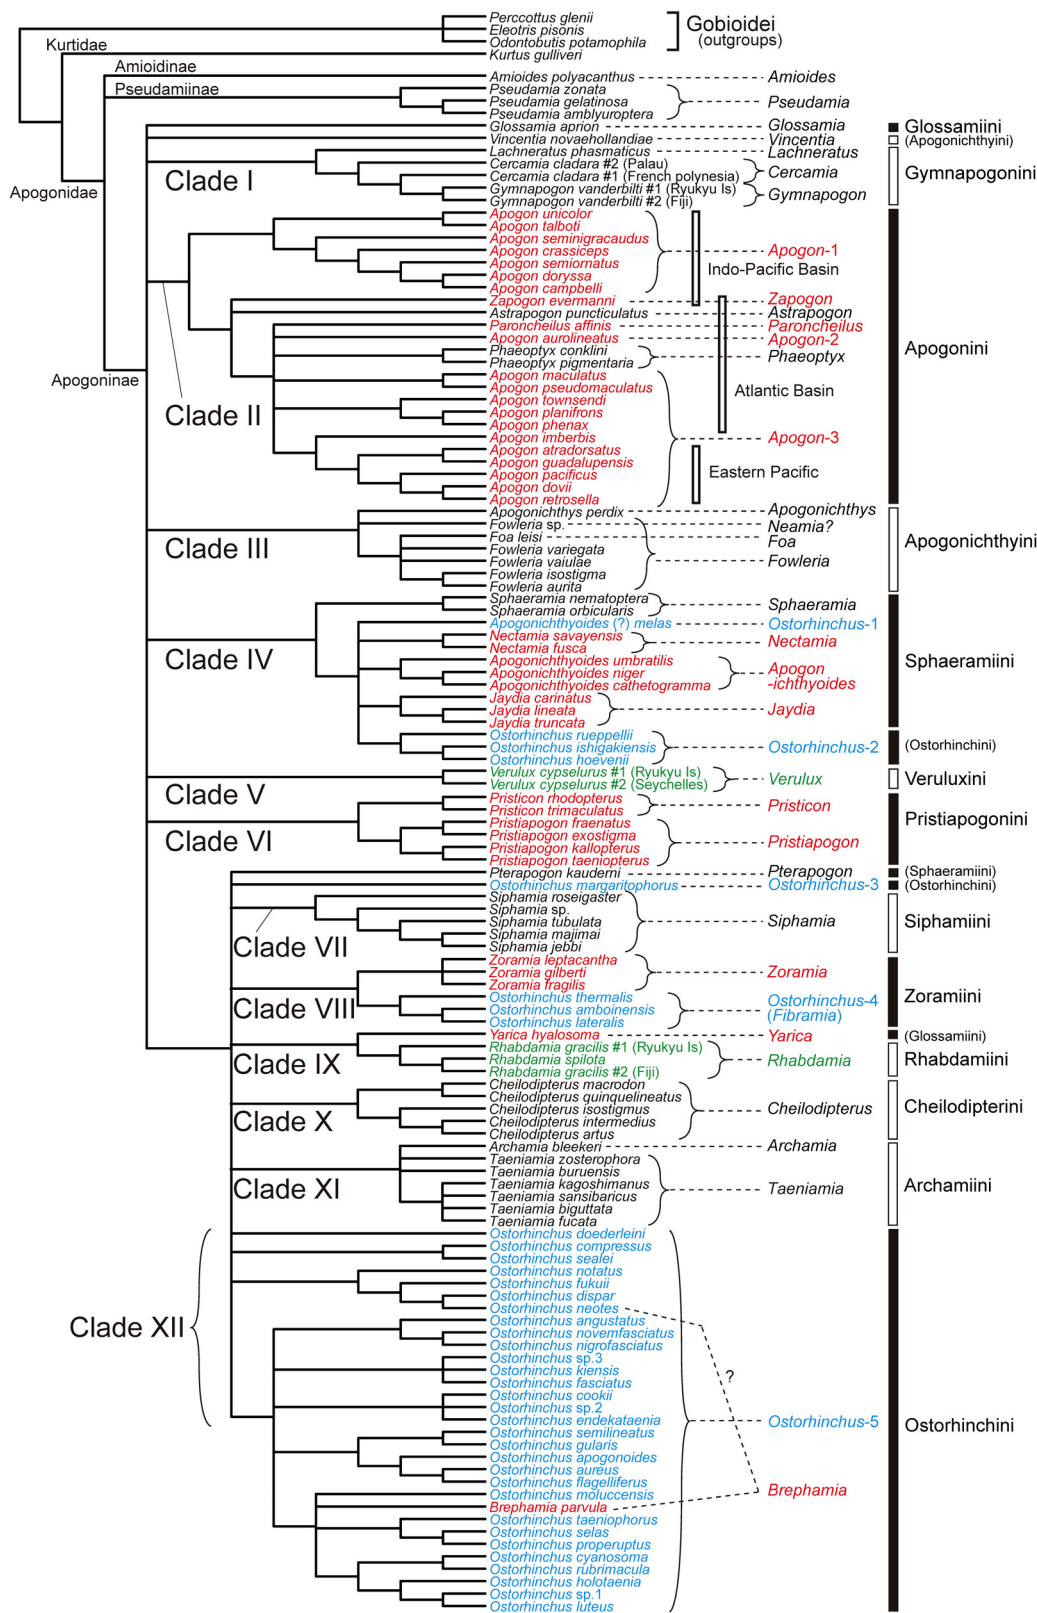 Perccottus glenii
Eleotris pisonis
Odontobutis potamophila
Gobioidei
(outgroups)
Kurtidae
Kurtus gulliveri
Amioidinae
Amioides polyacanthus
Amioides
Pseudamiinae
Pseudamia zonata
Pseudamia gelatinosa
Pseudamia amblyuroptera
Pseudamia
Glossamia aprion
Glossamia
Glossamiini
Vincentia novaehollandiae
Vincentia
(Apogonichthyini)
Apogonidae
Clade I
Lachneratus phasmaticus
Lachneratus
Cercamia cladara #2 (Palau)
Cercamia cladara #1 (French polynesia)
Cercamia
Gymnapogon vanderbilti #1 (Ryukyu Is)
Gymnapogon vanderbilti #2 (Fiji)
Gymnapogon
Gymnapogonini
Apogon unicolor
Apogon talboti
Apogon seminigracaudus
Apogon crassiceps
Apogon semiornatus
Apogon doryssa
Apogon campbelli
Apogon-1
Indo-Pacific Basin
Zapogon evermanni
Zapogon
Astrapogon puncticulatus
Astrapogon
Paroncheilus affinis
Paroncheilus
Apogon aurolineatus
Apogon-2
Phaeoptyx conklini
Phaeoptyx pigmentaria
Phaeoptyx
Apogonini
Apogoninae
Clade II
Apogon maculatus
Apogon pseudomaculatus
Apogon townsendi
Apogon planifrons
Apogon phenax
Apogon imberbis
Apogon atradorsatus
Apogon guadalupensis
Apogon pacificus
Apogon dovii
Apogon retrosella
Atlantic Basin
Apogon-3
Eastern Pacific
Clade III
Apogonichthys perdix
Apogonichthys
Fowleria sp.
Neamia?
Foa leisi
Foa
Fowleria variegata
Fowleria vaiulae
Fowleria isostigma
Fowleria aurita
Fowleria
Apogonichthyini
Clade IV
Sphaeramia nematoptera
Sphaeramia orbicularis
Sphaeramia
Apogonichthyoides (?) melas
Ostorhinchus-1
Nectamia savayensis
Nectamia fusca
Nectamia
Apogonichthyoides umbratilis
Apogonichthyoides niger
Apogonichthyoides cathetogramma
Apogon
-ichthyoides
Jaydia carinatus
Jaydia lineata
Jaydia truncata
Jaydia
Sphaeramiini
Ostorhinchus rueppellii
Ostorhinchus ishigakiensis
Ostorhinchus hoevenii
Ostorhinchus-2
(Ostorhinchini)
Clade V
Verulux cypselurus #1 (Ryukyu Is)
Verulux cypselurus #2 (Seychelles)
Verulux
Veruluxini
Clade VI
Pristicon rhodopterus
Pristicon trimaculatus
Pristicon
Pristiapogon fraenatus
Pristiapogon exostigma
Pristiapogon kallopterus
Pristiapogon taeniopterus
Pristiapogon
Pristiapogonini
Pterapogon kauderni
Pterapogon
(Sphaeramiini)
Ostorhinchus margaritophorus
Ostorhinchus-3
(Ostorhinchini)
Clade VII
Siphamia roseigaster
Siphamia sp.
Siphamia tubulata
Siphamia majimai
Siphamia jebbi
Siphamia
Siphamiini
Clade VIII
Zoramia leptacantha
Zoramia gilberti
Zoramia fragilis
Zoramia
Ostorhinchus thermalis
Ostorhinchus amboinensis
Ostorhinchus lateralis
Ostorhinchus-4
(Fibramia)
Zoramiini
Clade IX
Yarica hyalosoma
Yarica
(Glossamiini)
Rhabdamia gracilis #1 (Ryukyu Is)
Rhabdamia spilota
Rhabdamia gracilis #2 (Fiji)
Rhabdamia
Rhabdamiini
Clade X
Cheilodipterus macrodon
Cheilodipterus quinquelineatus
Cheilodipterus isostigmus
Cheilodipterus intermedius
Cheilodipterus artus
Cheilodipterus
Cheilodipterini
Clade XI
Archamia bleekeri
Archamia
Taeniamia zosterophora
Taeniamia buruensis
Taeniamia kagoshimanus
Taeniamia sansibaricus
Taeniamia biguttata
Taeniamia fucata
Taeniamia
Archamiini
Clade XII
Ostorhinchus doederleini
Ostorhinchus compressus
Ostorhinchus sealei
Ostorhinchus notatus
Ostorhinchus fukuii
Ostorhinchus dispar
Ostorhinchus neotes
Ostorhinchus angustatus
Ostorhinchus novemfasciatus
Ostorhinchus nigrofasciatus
Ostorhinchus sp.3
Ostorhinchus kiensis
Ostorhinchus fasciatus
Ostorhinchus cookii
Ostorhinchus sp.2
Ostorhinchus endekataenia
Ostorhinchus semilineatus
Ostorhinchus gularis
Ostorhinchus apogonoides
Ostorhinchus aureus
Ostorhinchus flagelliferus
Ostorhinchus moluccensis
Brephamia parvula
Ostorhinchus taeniophorus
Ostorhinchus selas
Ostorhinchus properuptus
Ostorhinchus cyanosoma
Ostorhinchus rubrimacula
Ostorhinchus holotaenia
Ostorhinchus sp.1
Ostorhinchus luteus
?
Ostorhinchus-5
Brephamia
Ostorhinchini